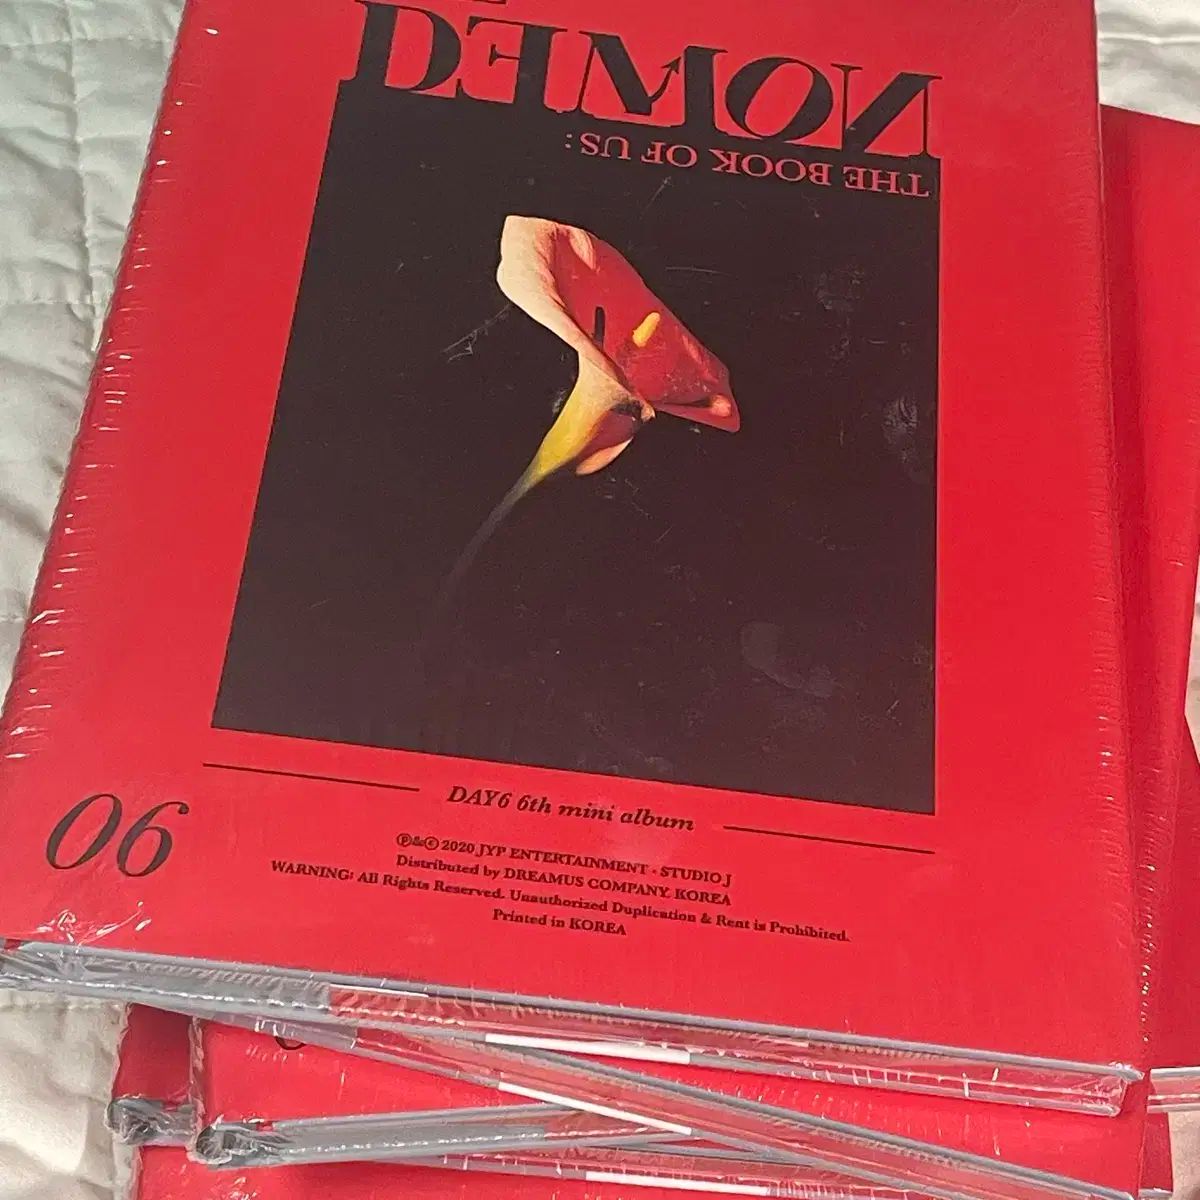 DEMON
THE BOOK OF US :
06
DAY6 6th mini album
℗&© 2020 JYP ENTERTAINMENT · STUDIO J
Distributed by DREAMUS COMPANY. KOREA
WARNING: All Rights Reserved. Unauthorized Duplication & Rent is Prohibited.
Printed in KOREA